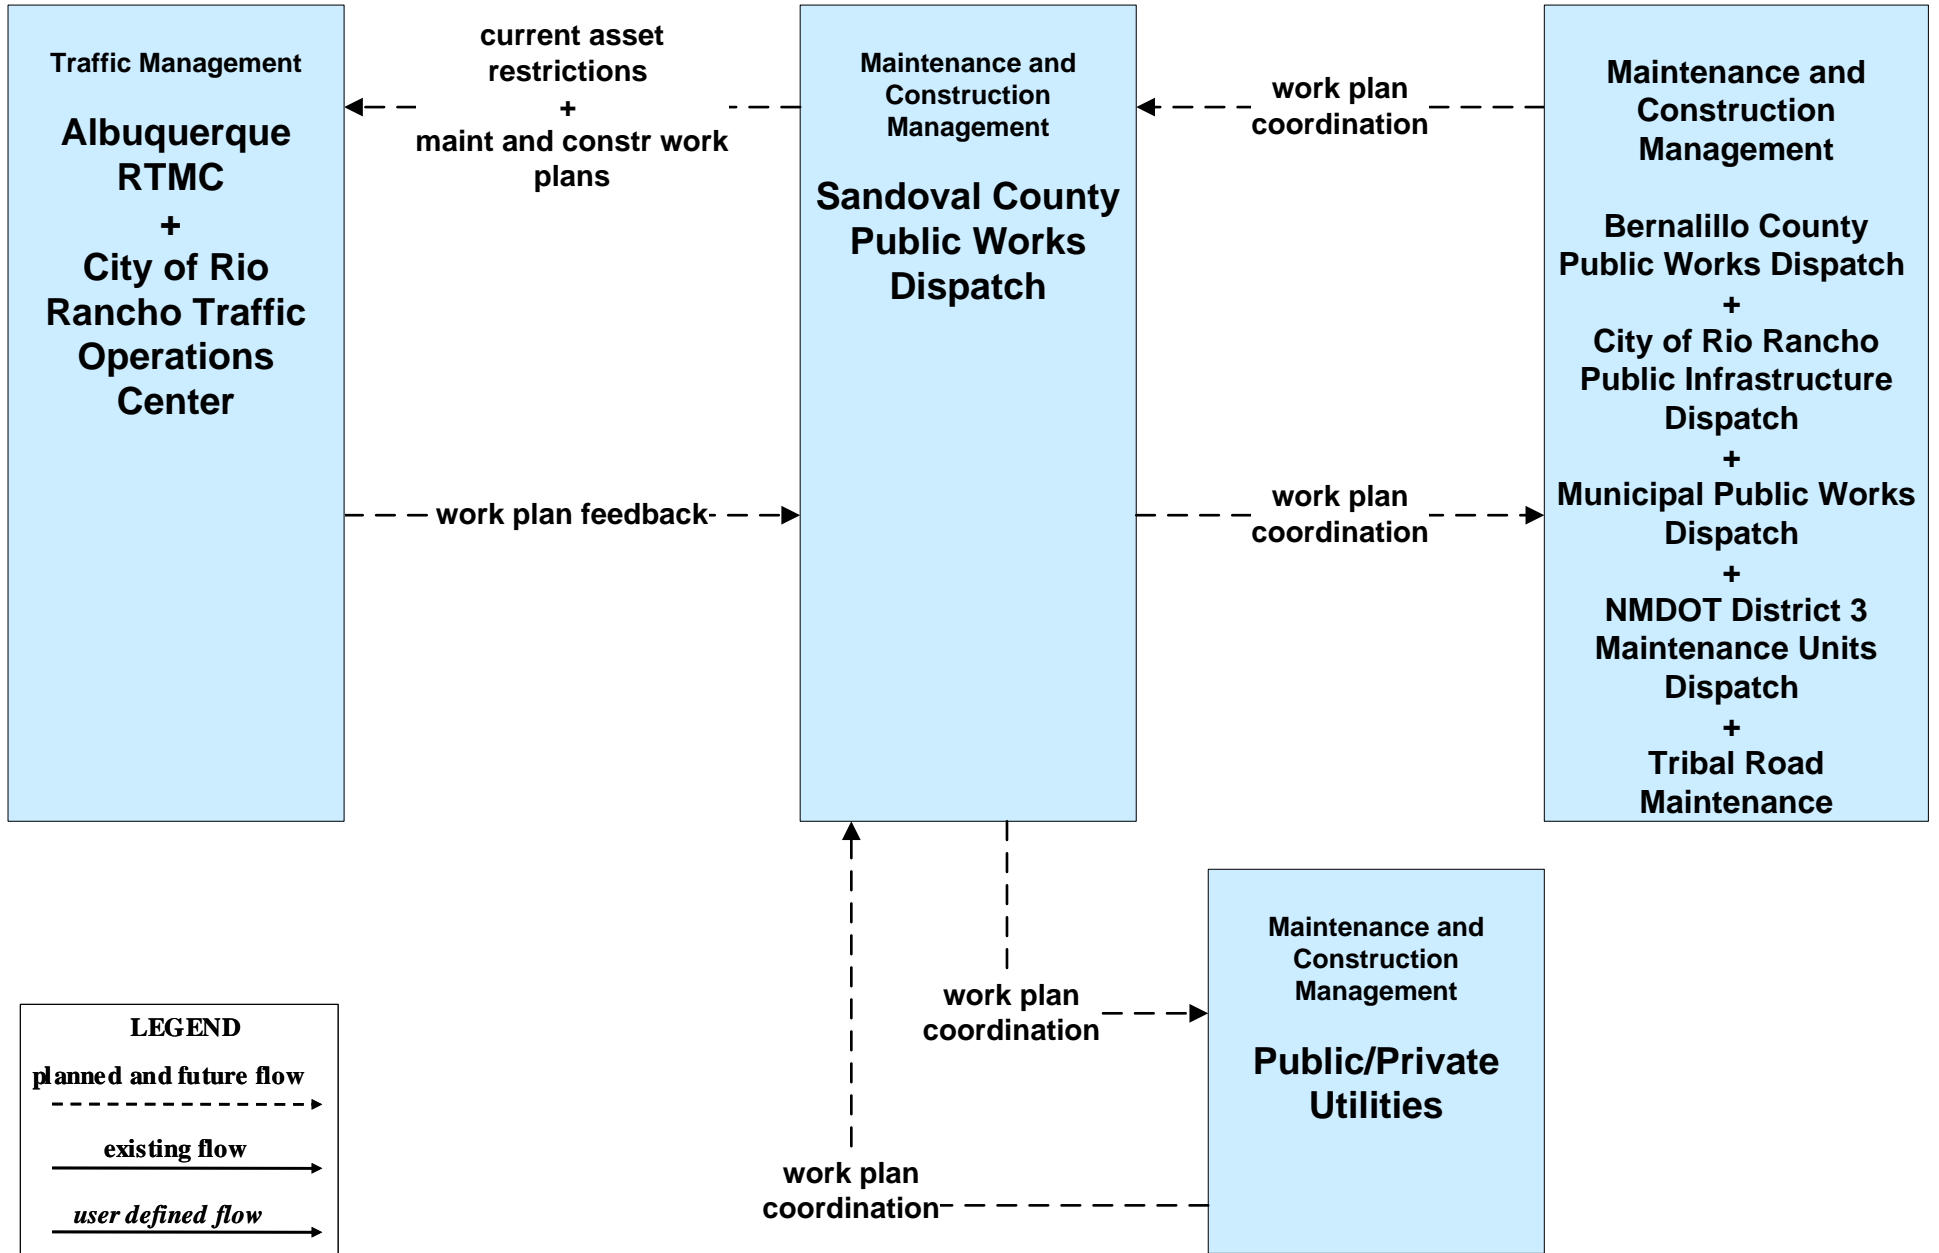 Traffic Management
Albuquerque
RTMC
+
City of Rio
Rancho Traffic
Operations
Center
current asset
restrictions
+
maint and constr work
plans
work plan feedback
Maintenance and
Construction
Management
Sandoval County
Public Works
Dispatch
work plan
coordination
work plan
coordination
Maintenance and
Construction
Management
Bernalillo County
Public Works Dispatch
+
City of Rio Rancho
Public Infrastructure
Dispatch
+
Municipal Public Works
Dispatch
+
NMDOT District 3
Maintenance Units
Dispatch
+
Tribal Road
Maintenance
work plan
coordination
Maintenance and
Construction
Management
Public/Private
Utilities
work plan
coordination
LEGEND
planned and future flow
existing flow
user defined flow